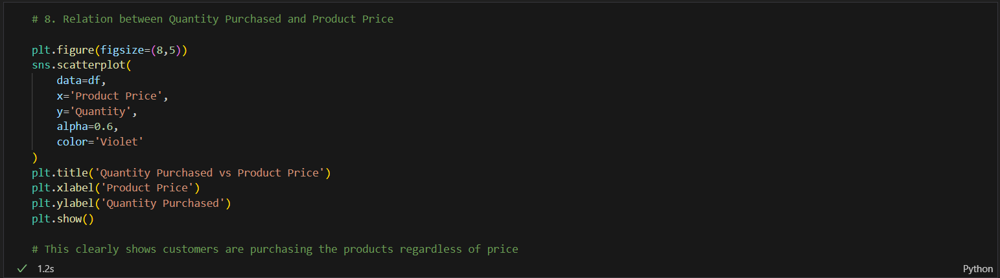 # 8. Relation between Quantity Purchased and Product Price
plt.figure(figsize=(8,5))
sns.scatterplot(
    data=df,
    x='Product Price',
    y='Quantity',
    alpha=0.6,
    color='Violet'
)
plt.title('Quantity Purchased vs Product Price')
plt.xlabel('Product Price')
plt.ylabel('Quantity Purchased')
plt.show()
# This clearly shows customers are purchasing the products regardless of price
1.2s
Python